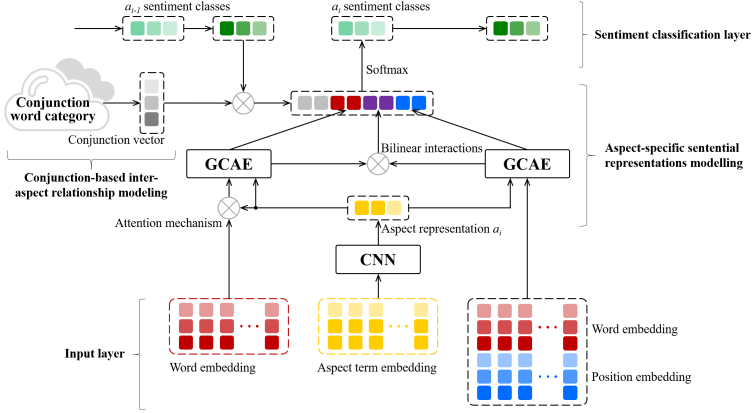 a_{i-1} sentiment classes
a_i sentiment classes
Sentiment classification layer
Softmax
Conjunction
word category
Conjunction vector
Conjunction-based inter-
aspect relationship modeling
GCAE
Bilinear interactions
GCAE
Aspect-specific sentential
representations modelling
Attention mechanism
Aspect representation a_i
CNN
Input layer
Word embedding
Aspect term embedding
Word embedding
Position embedding